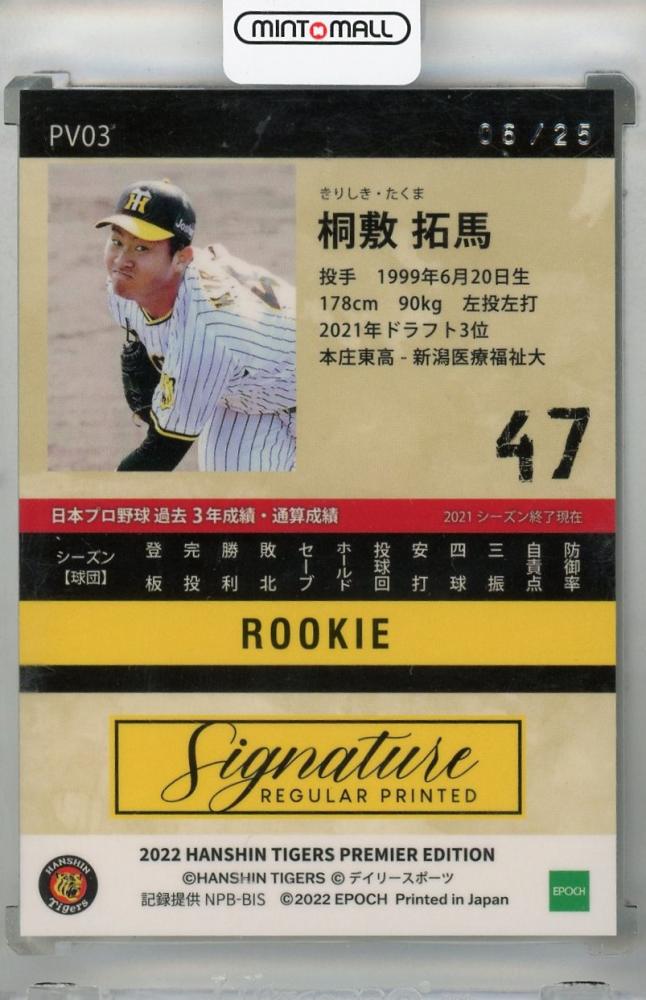 MINT MALL
PV03
06/25
きりしき・たくま
桐敷 拓馬
投手 1999年6月20日生
178cm 90kg 左投左打
2021年ドラフト3位
本庄東高 - 新潟医療福祉大
47
日本プロ野球 過去 3 年成績・通算成績 2021 シーズン終了現在
シーズン【球団】 登板 完投 勝利 敗北 セーブ ホールド 投球回 安打 四球 三振 自責点 防御率
ROOKIE
Signature
REGULAR PRINTED
2022 HANSHIN TIGERS PREMIER EDITION
©HANSHIN TIGERS © デイリースポーツ
記録提供 NPB-BIS ©2022 EPOCH Printed in Japan
HANSHIN
Tigers
EPOCH